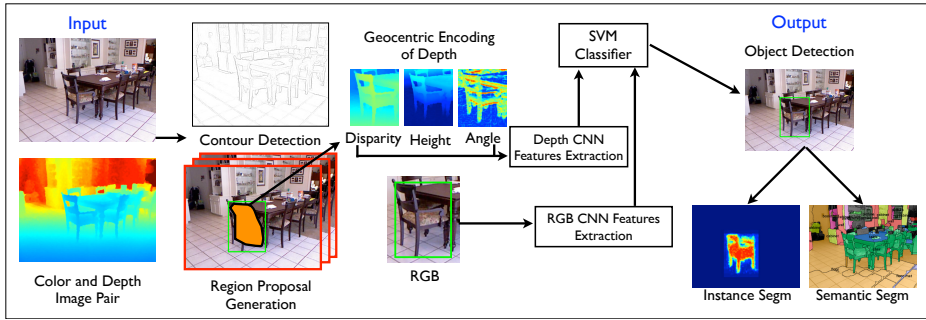 Input
Color and Depth
Image Pair
Contour Detection
Region Proposal
Generation
Geocentric Encoding
of Depth
Disparity
Height
Angle
RGB
Depth CNN
Features Extraction
RGB CNN Features
Extraction
SVM
Classifier
Output
Object Detection
Instance Segm
Semantic Segm